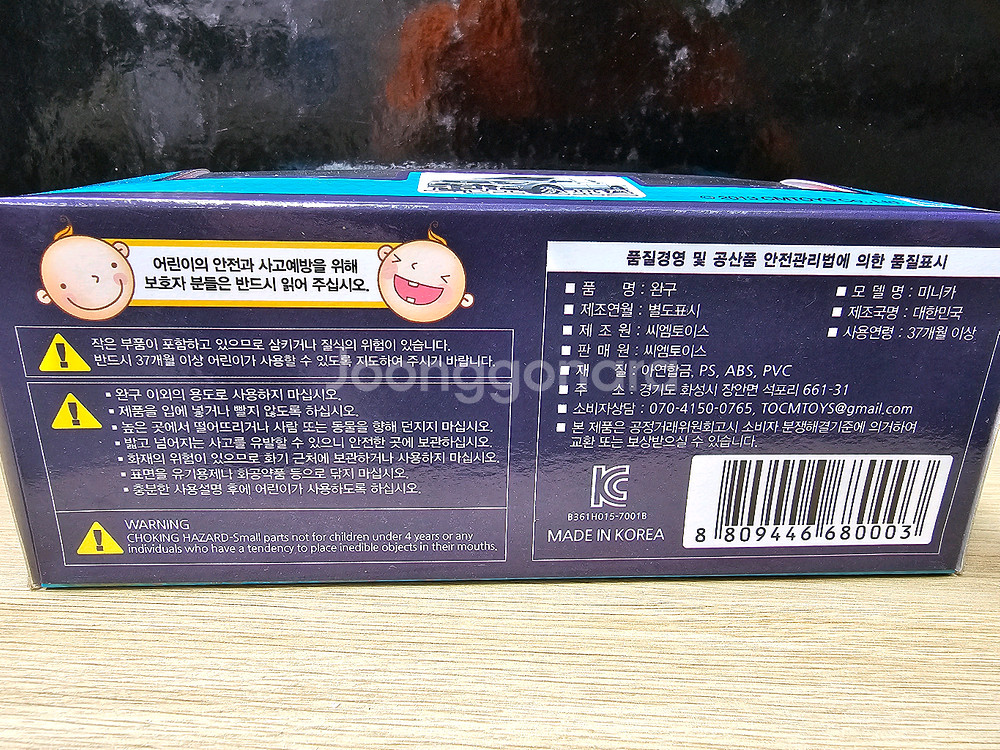 © 2013 CMTOYS Co.,
어린이의 안전과 사고예방을 위해
보호자 분들은 반드시 읽어 주십시오.
작은 부품이 포함하고 있으므로 삼키거나 질식의 위험이 있습니다.
반드시 37개월 이상 어린이가 사용할 수 있도록 지도하여 주시기 바랍니다.
▪ 완구 이외의 용도로 사용하지 마십시오.
▪ 제품을 입에 넣거나 빨지 않도록 하십시오.
▪ 높은 곳에서 떨어뜨리거나 사람 또는 동물을 향해 던지지 마십시오.
▪ 밟고 넘어지는 사고를 유발할 수 있으니 안전한 곳에 보관하십시오.
▪ 화재의 위험이 있으므로 화기 근처에 보관하거나 사용하지 마십시오.
▪ 표면을 유기용제나 화공약품 등으로 닦지 마십시오.
▪ 충분한 사용설명 후에 어린이가 사용하도록 하십시오.
WARNING
CHOKING HAZARD-Small parts not for children under 4 years or any
individuals who have a tendency to place inedible objects in their mouths.
품질경영 및 공산품 안전관리법에 의한 품질표시
■ 품 명 : 완구
■ 모 델 명 : 미니카
■ 제조연월 : 별도표시
■ 제조국명 : 대한민국
■ 제 조 원 : 씨엠토이스
■ 사용연령 : 37개월 이상
■ 판 매 원 : 씨엠토이스
■ 재 질 : 아연합금, PS, ABS, PVC
■ 주 소 : 경기도 화성시 장안면 석포리 661-31
■ 소비자상담 : 070-4150-0765, TOCMTOYS@gmail.com
■ 본 제품은 공정거래위원회고시 소비자 분쟁해결기준에 의거하여
교환 또는 보상받으실 수 있습니다.
B361H015-7001B
MADE IN KOREA
8 809446 680003
Joonggonara